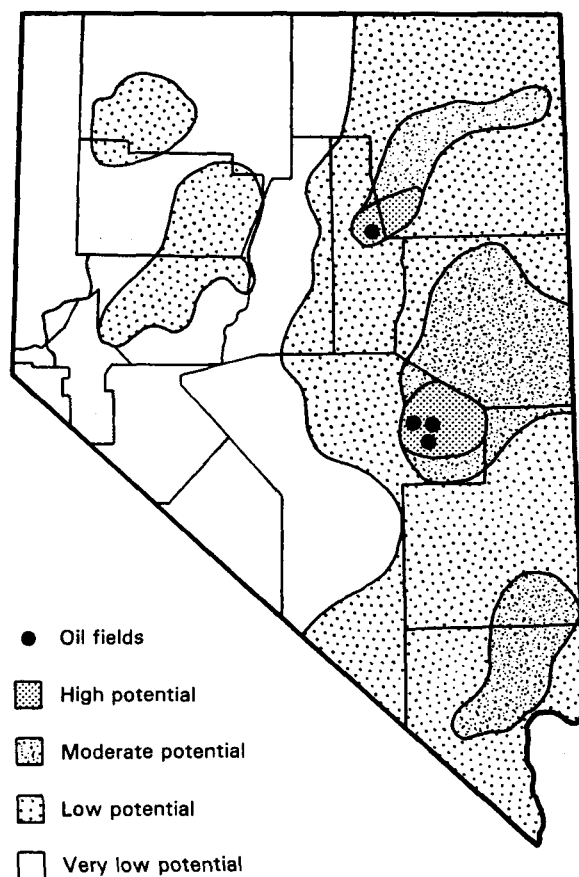 Oil fields
High potential
Moderate potential
Low potential
Very low potential